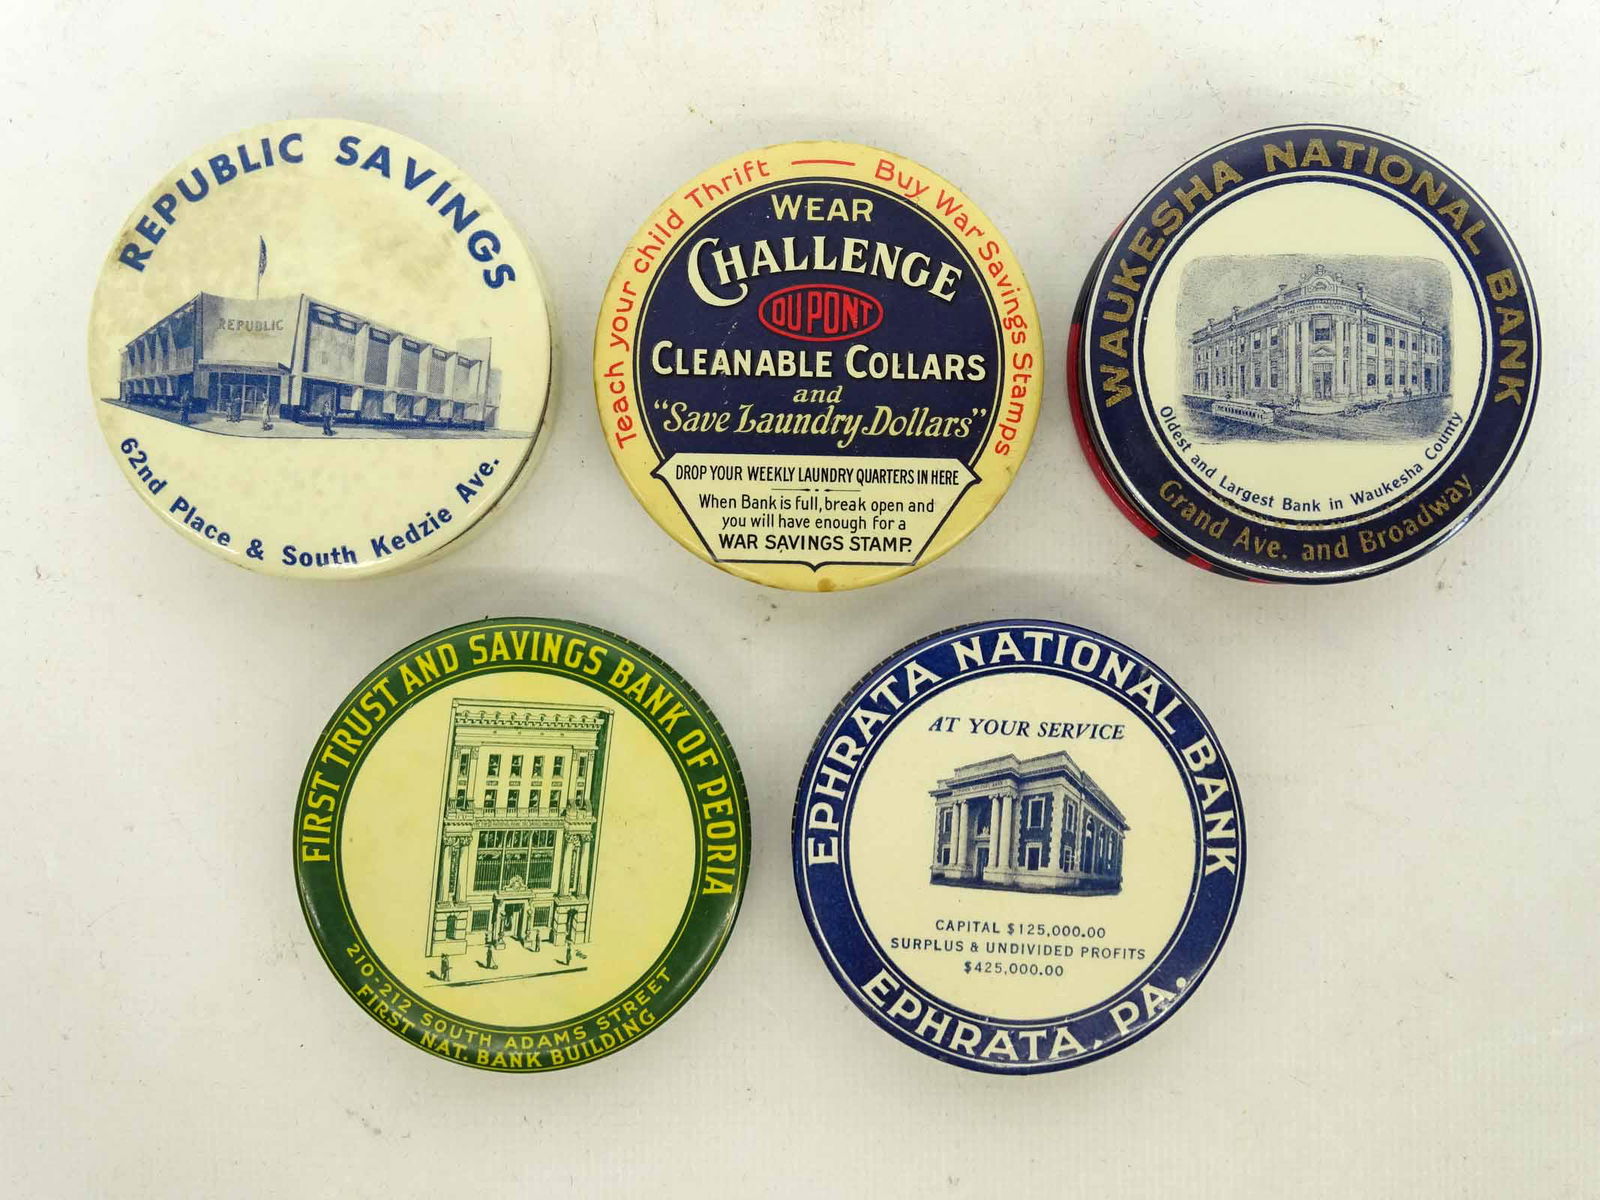 REPUBLIC SAVINGS
REPUBLIC
62nd Place & South Kedzie Ave.
Teach your child Thrift — Buy War Savings Stamps
WEAR
CHALLENGE
DU PONT
CLEANABLE COLLARS
and
"Save Laundry Dollars"
DROP YOUR WEEKLY LAUNDRY QUARTERS IN HERE
When Bank is full, break open and
you will have enough for a
WAR SAVINGS STAMP.
WAUKESHA NATIONAL BANK
Oldest and Largest Bank in Waukesha County
Grand Ave. and Broadway
FIRST TRUST AND SAVINGS BANK OF PEORIA
210-212 SOUTH ADAMS STREET
FIRST NAT. BANK BUILDING
EPHRATA NATIONAL BANK
AT YOUR SERVICE
CAPITAL $125,000.00
SURPLUS & UNDIVIDED PROFITS
$425,000.00
EPHRATA, PA.